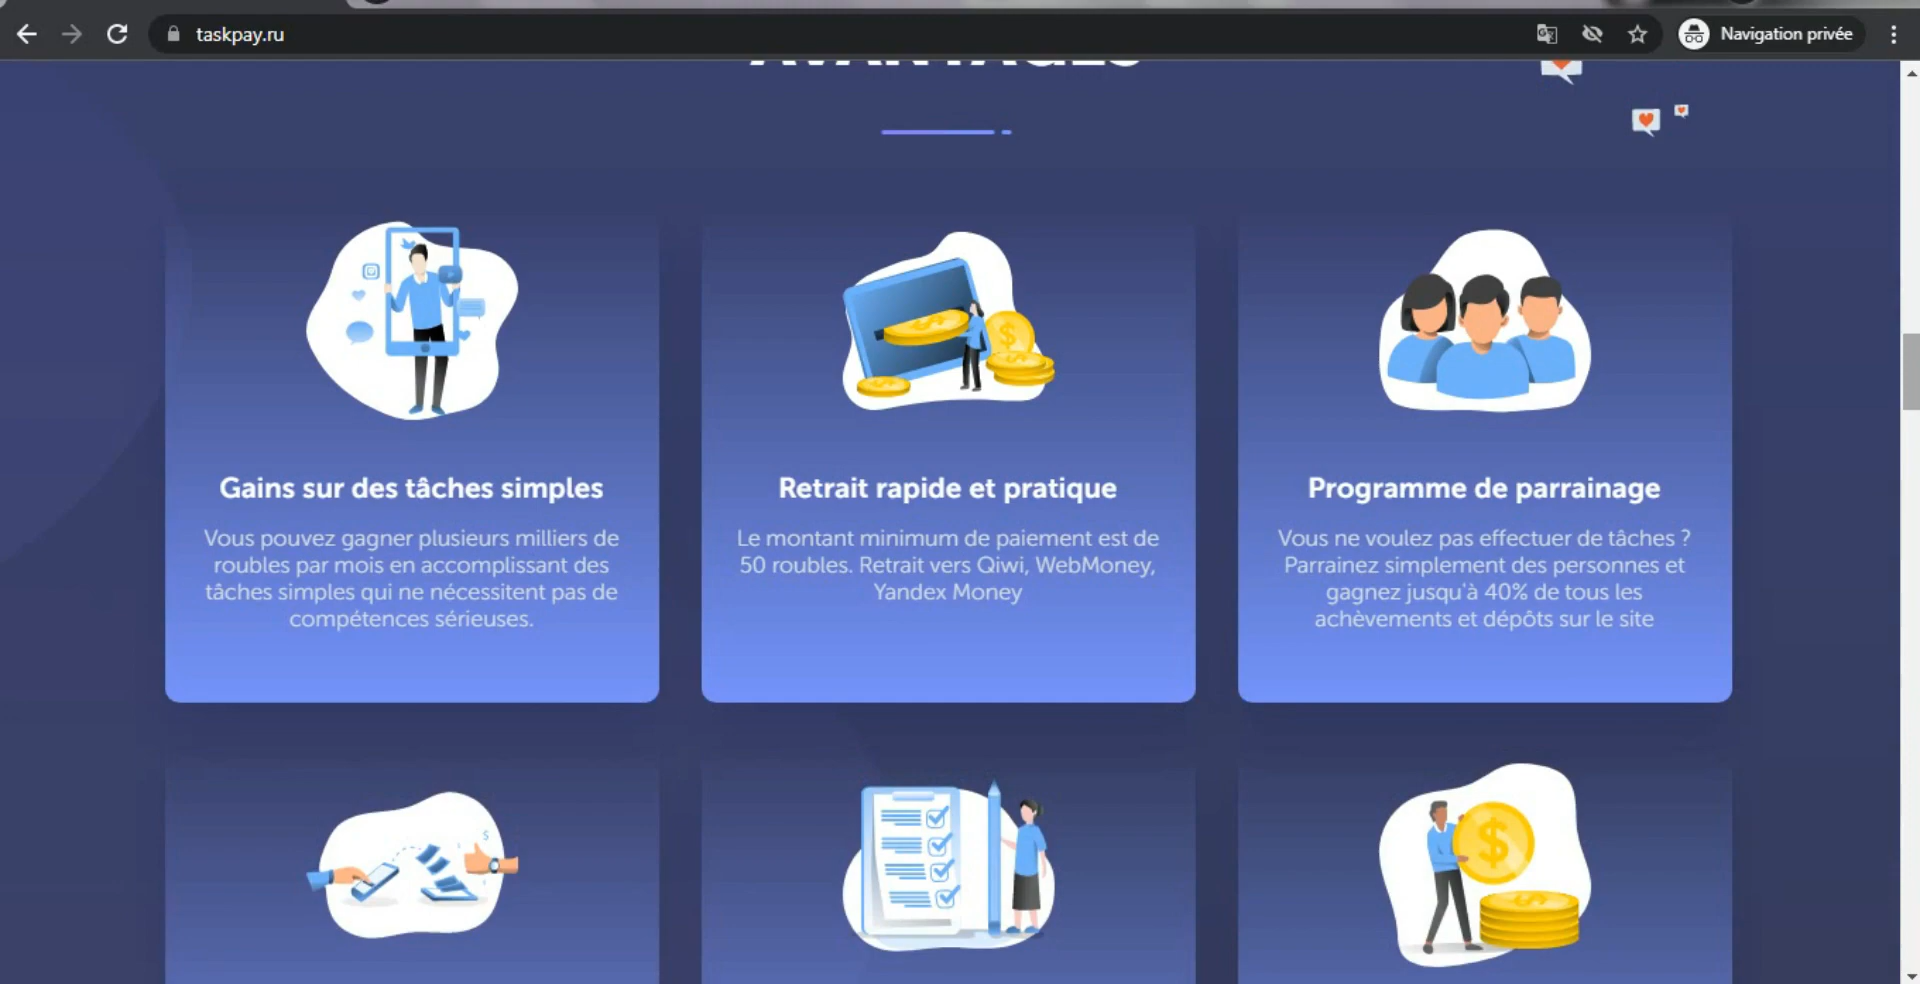 taskpay.ru
Navigation privée
AVANTAGES
Gains sur des tâches simples
Vous pouvez gagner plusieurs milliers de
roubles par mois en accomplissant des
tâches simples qui ne nécessitent pas de
compétences sérieuses.
Retrait rapide et pratique
Le montant minimum de paiement est de
50 roubles. Retrait vers Qiwi, WebMoney,
Yandex Money
Programme de parrainage
Vous ne voulez pas effectuer de tâches ?
Parrainez simplement des personnes et
gagnez jusqu'à 40% de tous les
achèvements et dépôts sur le site